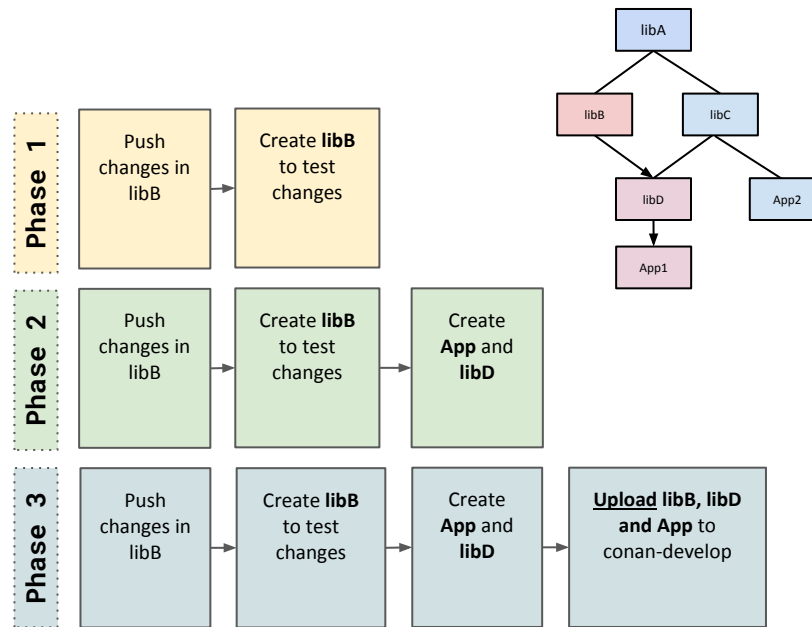 libA
libB
libC
libD
App2
App1
Phase 1
Push
changes in
libB
Create libB
to test
changes
Phase 2
Push
changes in
libB
Create libB
to test
changes
Create
App and
libD
Phase 3
Push
changes in
libB
Create libB
to test
changes
Create
App and
libD
Upload libB, libD
and App to
conan-develop